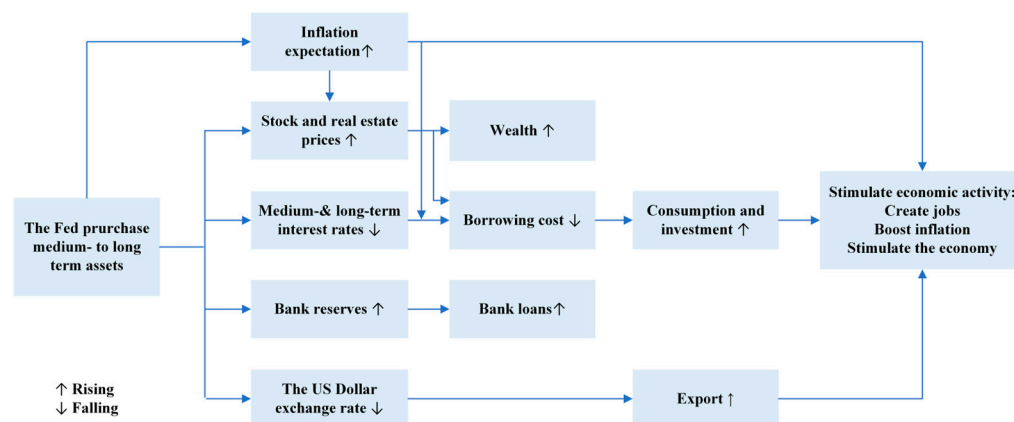 Inflation
expectation↑
Stock and real estate
prices ↑
Wealth ↑
The Fed prurchase
medium- to long
term assets
Medium-& long-term
interest rates ↓
Borrowing cost ↓
Consumption and
investment ↑
Stimulate economic activity:
Create jobs
Boost inflation
Stimulate the economy
Bank reserves ↑
Bank loans↑
The US Dollar
exchange rate ↓
Export ↑
↑ Rising
↓ Falling